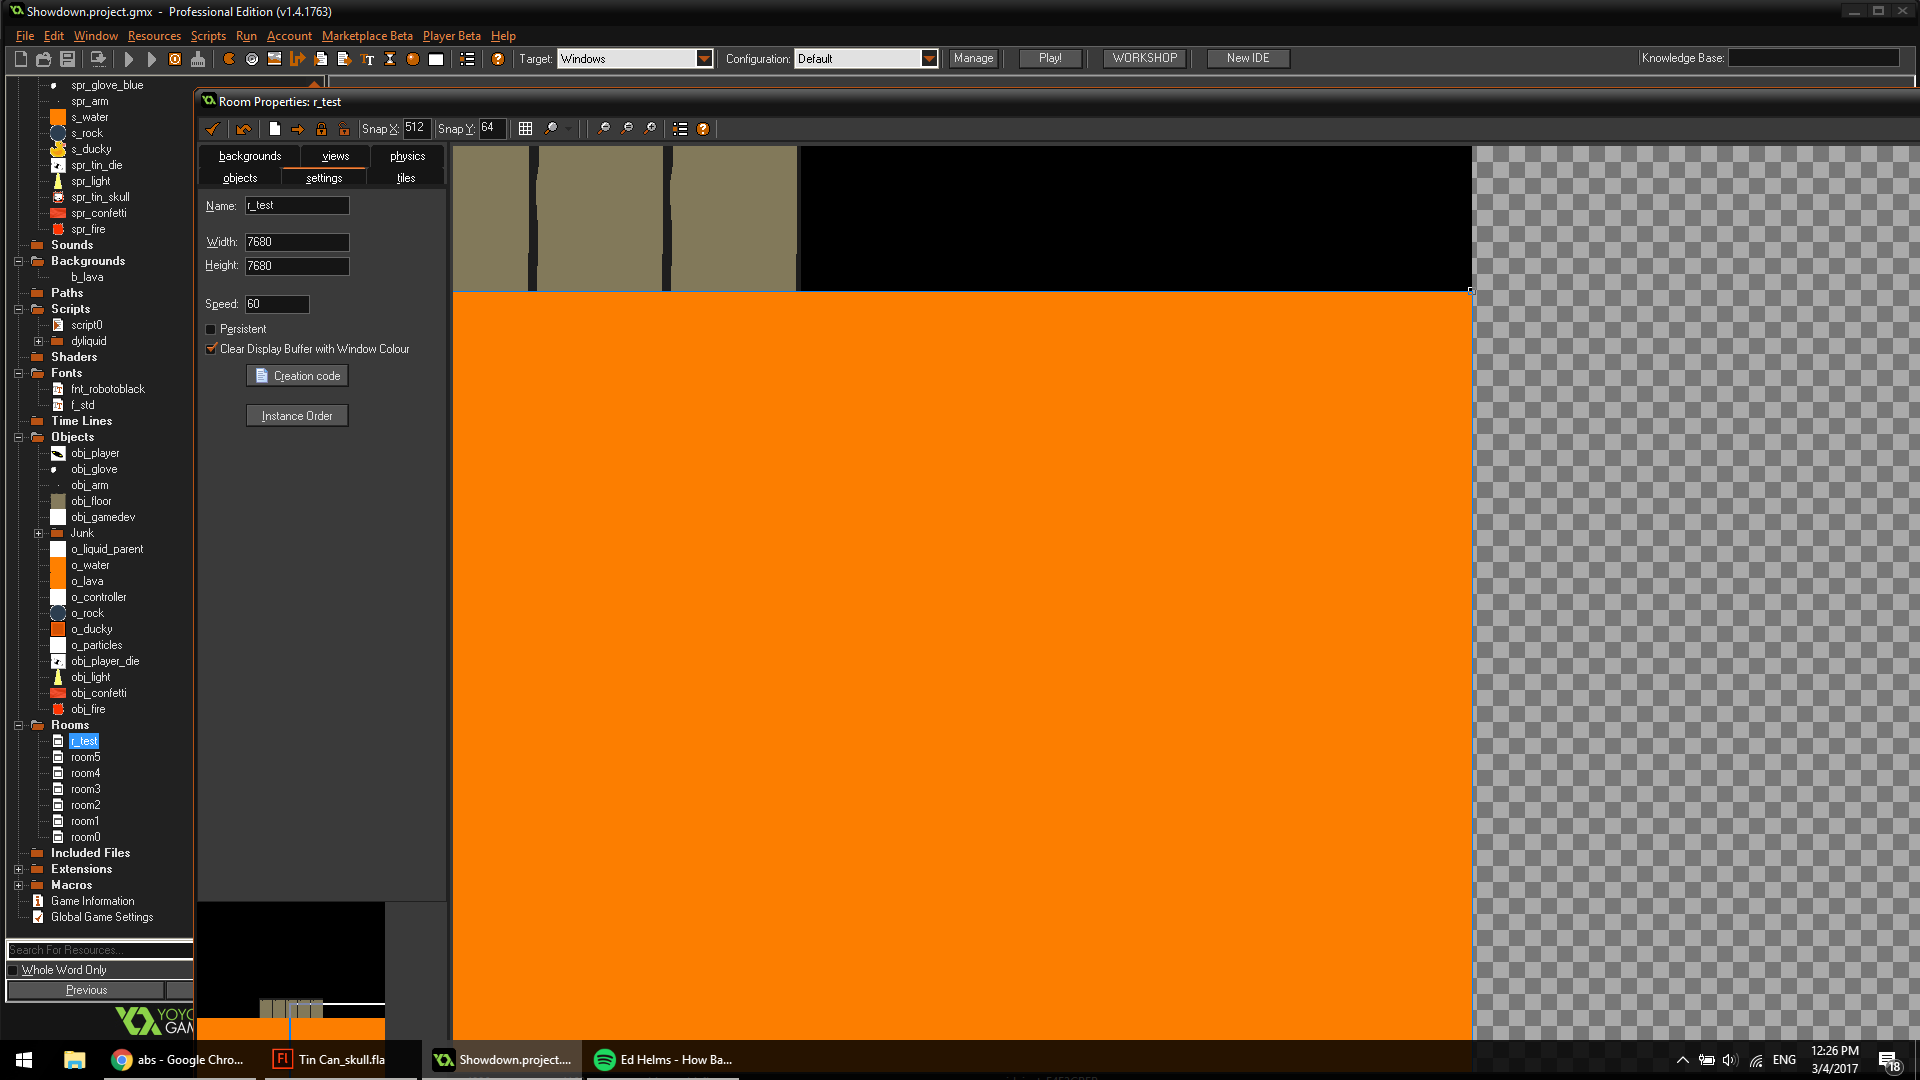 Showdown.project.gmx - Professional Edition (v1.4.1763)
File Edit Window Resources Scripts Run Account Marketplace Beta Player Beta Help
Target: Windows Configuration: Default Manage Play! WORKSHOP New IDE Knowledge Base:
spr_glove_blue
spr_arm
s_water
s_rock
s_ducky
spr_tin_die
spr_light
spr_tin_skull
spr_confetti
spr_fire
Sounds
Backgrounds
b_lava
Paths
Scripts
script0
dyliquid
Shaders
Fonts
fnt_robotoblack
f_std
Time Lines
Objects
obj_player
obj_glove
obj_arm
obj_floor
obj_gamedev
Junk
o_liquid_parent
o_water
o_lava
o_controller
o_rock
o_ducky
o_particles
obj_player_die
obj_light
obj_confetti
obj_fire
Rooms
r_test
room5
room4
room3
room2
room1
room0
Included Files
Extensions
Macros
Game Information
Global Game Settings
Search For Resources...
Whole Word Only
Previous
YOYO
GAM
Room Properties: r_test
Snap X: 512 Snap Y: 64
backgrounds views physics
objects settings tiles
Name: r_test
Width: 7680
Height: 7680
Speed: 60
Persistent
Clear Display Buffer with Window Colour
Creation code
Instance Order
abs - Google Chro... Tin Can_skull.fla Showdown.project.... Ed Helms - How Ba... ENG 12:26 PM
3/4/2017 18